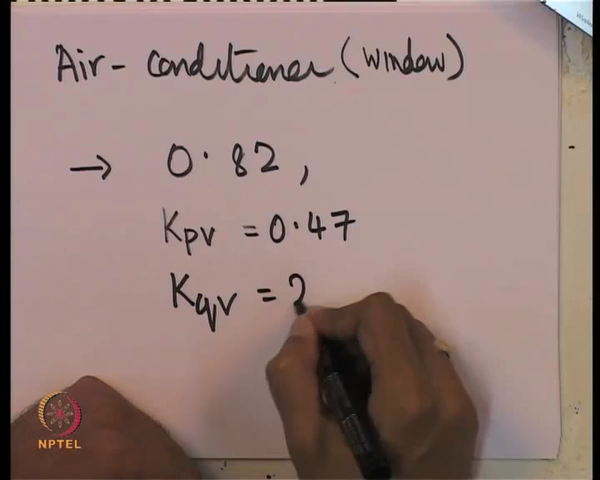 Air-conditioner (window)
→ 0.82,
Kpv = 0.47
Kqv = 2
NPTEL